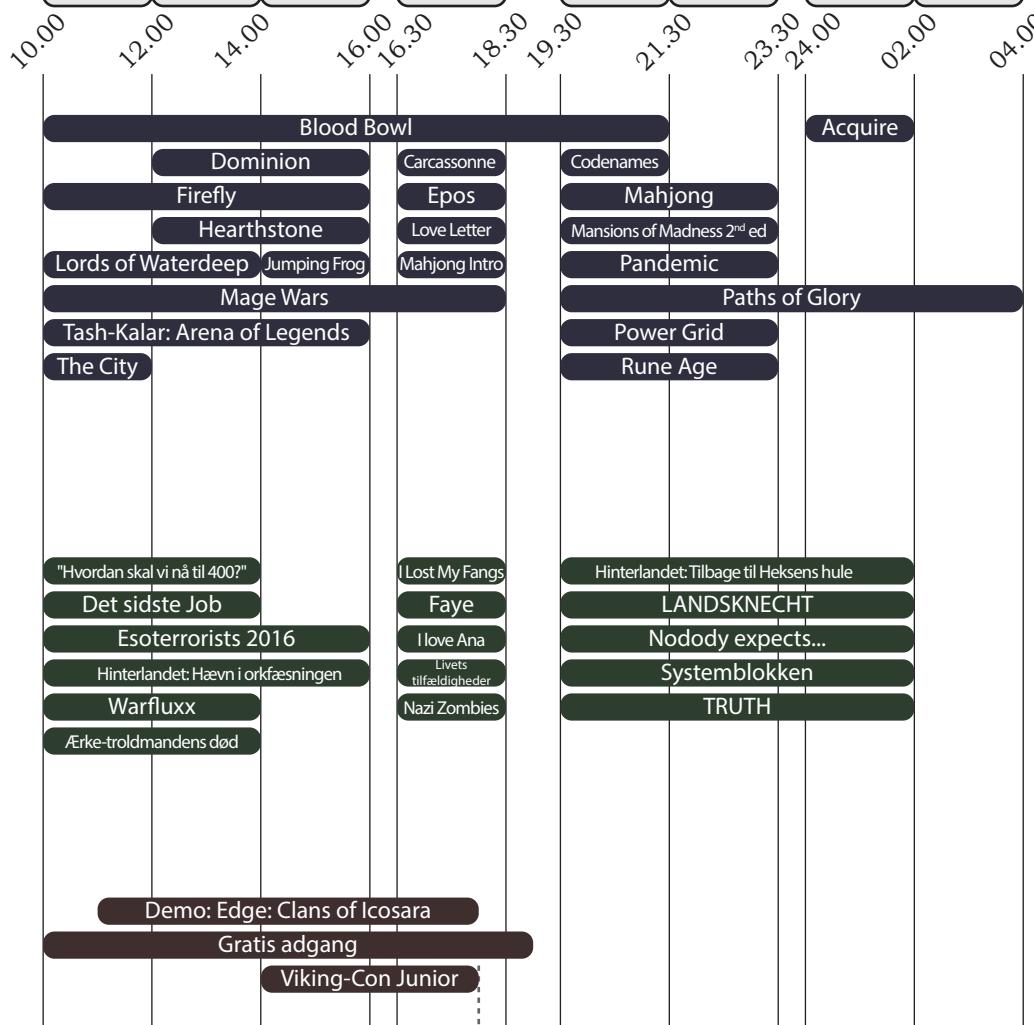 10.00 12.00 14.00 16.00 16.30 18.30 19.30 21.30 23.30 24.00 02.00 04.00
Blood Bowl Acquire
Dominion Carcassonne Codenames
Firefly Epos Mahjong
Hearthstone Love Letter Mansions of Madness 2nd ed
Lords of Waterdeep Jumping Frog Mahjong Intro Pandemic
Mage Wars Paths of Glory
Tash-Kalar: Arena of Legends Power Grid
The City Rune Age
"Hvordan skal vi nå til 400?" I Lost My Fangs Hinterlandet: Tilbage til Heksens hule
Det sidste Job Faye LANDSKNECHT
Esoterrorists 2016 I love Ana Nodody expects...
Hinterlandet: Hævn i orkfæsningen Livets
tilfældigheder Systemblokken
Warfluxx Nazi Zombies TRUTH
Ærke-troldmandens død
Demo: Edge: Clans of Icosara
Gratis adgang
Viking-Con Junior